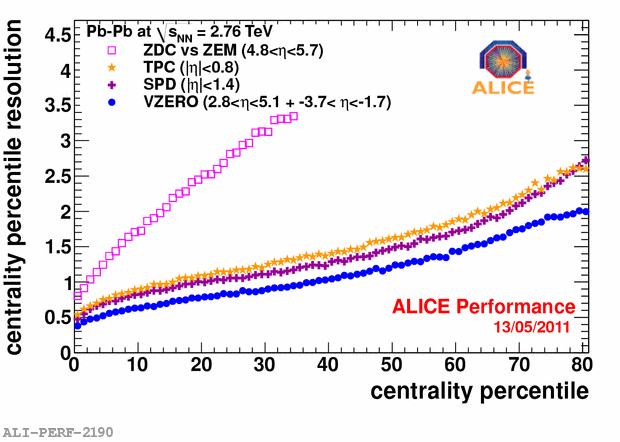 Pb-Pb at √sNN = 2.76 TeV
ZDC vs ZEM (4.8<η<5.7)
TPC (|η|<0.8)
SPD (|η|<1.4)
VZERO (2.8<η<5.1 + -3.7< η<-1.7)
ALICE
centrality percentile resolution
4.5
4
3.5
3
2.5
2
1.5
1
0.5
0
ALICE Performance
13/05/2011
0 10 20 30 40 50 60 70 80
centrality percentile
ALI-PERF-2190